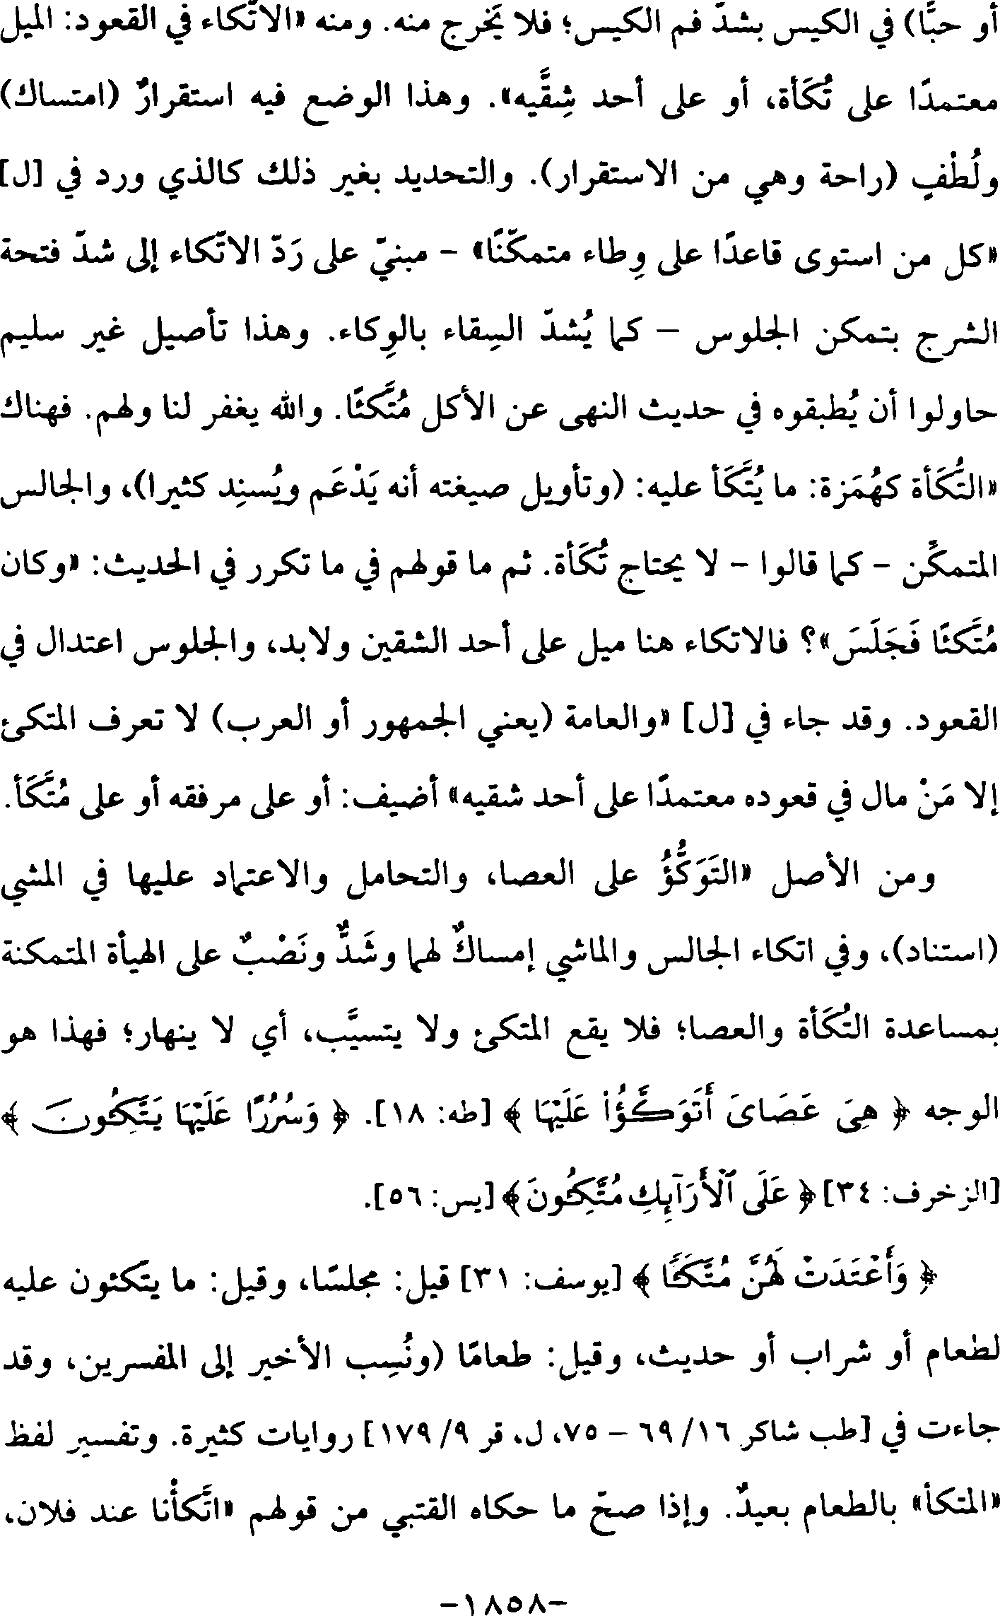 أو حبًّا) في الكيس بشدّ فم الكيس؛ فلا يَخرج منه. ومنه «الاتّكاء في القعود: الميل
معتمدًا على تُكَأة، أو على أحد شِقَّيه». وهذا الوضع فيه استقرارٌ (امتساك)
ولُطْفٍ (راحة وهي من الاستقرار). والتحديد بغير ذلك كالذي ورد في [ل]
«كل من استوى قاعدًا على وِطاء متمكّنًا» – مبنيّ على رَدّ الاتّكاء إلى شدّ فتحة
الشرج بتمكن الجلوس – كما يُشدّ السِقاء بالوِكاء. وهذا تأصيل غير سليم
حاولوا أن يُطبقوه في حديث النهى عن الأكل مُتَّكئًا. والله يغفر لنا ولهم. فهناك
«التُّكَأة كهُمَزة: ما يُتَّكَأ عليه: (وتأويل صيغته أنه يَدْعَم ويُسنِد كثيرا)، والجالس
المتمكِّن – كما قالوا – لا يحتاج تُكَأة. ثم ما قولهم في ما تكرر في الحديث: «وكان
مُتَّكئًا فَجَلَسَ»؟ فالاتكاء هنا ميل على أحد الشقين ولابد، والجلوس اعتدال في
القعود. وقد جاء في [ل] «والعامة (يعني الجمهور أو العرب) لا تعرف المتكئ
إلا مَنْ مال في قعوده معتمدًا على أحد شقيه» أضيف: أو على مرفقه أو على مُتَّكَأ.
ومن الأصل «التَوَكُّؤُ على العصا، والتحامل والاعتماد عليها في المشي
(استناد)، وفي اتكاء الجالس والماشي إمساكٌ لهما وشَدٌّ ونَصْبٌ على الهيأة المتمكنة
بمساعدة التُكَأة والعصا؛ فلا يقع المتكئ ولا يتسيَّب، أي لا ينهار؛ فهذا هو
الوجه ﴿ هِىَ عَصَاىَ أَتَوَكَّؤُاْ عَلَيْهَا ﴾ [طه: ١٨]. ﴿ وَسُرُرًا عَلَيْهَا يَتَّكِـُٔونَ ﴾
[الزخرف: ٣٤] ﴿ عَلَى ٱلْأَرَآئِكِ مُتَّكِـُٔونَ ﴾ [يس: ٥٦].
﴿ وَأَعْتَدَتْ لَهُنَّ مُتَّكَـًٔا ﴾ [يوسف: ٣١] قيل: مجلسًا، وقيل: ما يتكئون عليه
لطعام أو شراب أو حديث، وقيل: طعامًا (ونُسِب الأخير إلى المفسرين، وقد
جاءت في [طب شاكر ١٦/ ٦٩ – ٧٥، ل، قر ٩/ ١٧٩] روايات كثيرة. وتفسير لفظ
«المتكأ» بالطعام بعيدٌ. وإذا صحّ ما حكاه القتبي من قولهم «اتَّكأْنا عند فلان،
-١٨٥٨-